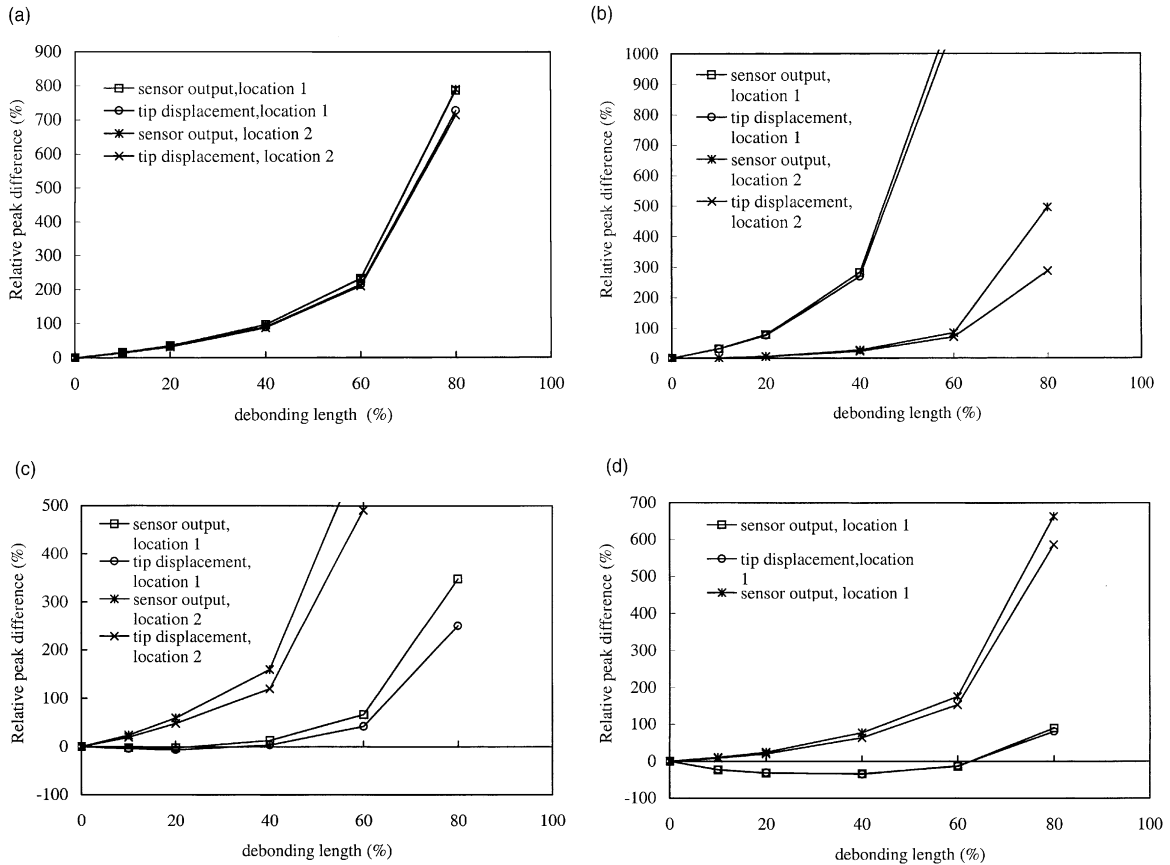 (a)
Relative peak difference (%)
900
800
700
600
500
400
300
200
100
0
sensor output,location 1
tip displacement,location 1
sensor output, location 2
tip displacement, location 2
0 20 40 60 80 100
debonding length (%)
(b)
Relative peak difference (%)
1000
900
800
700
600
500
400
300
200
100
0
sensor output,
location 1
tip displacement,
location 1
sensor output,
location 2
tip displacement,
location 2
0 20 40 60 80 100
debonding length (%)
(c)
Relative peak difference (%)
500
400
300
200
100
0
-100
sensor output,
location 1
tip displacement,
location 1
sensor output,
location 2
tip displacement,
location 2
0 20 40 60 80 100
debonding length (%)
(d)
Relative peak difference (%)
700
600
500
400
300
200
100
0
-100
sensor output, location 1
tip displacement,location
1
sensor output, location 1
0 20 40 60 80 100
debonding length (%)